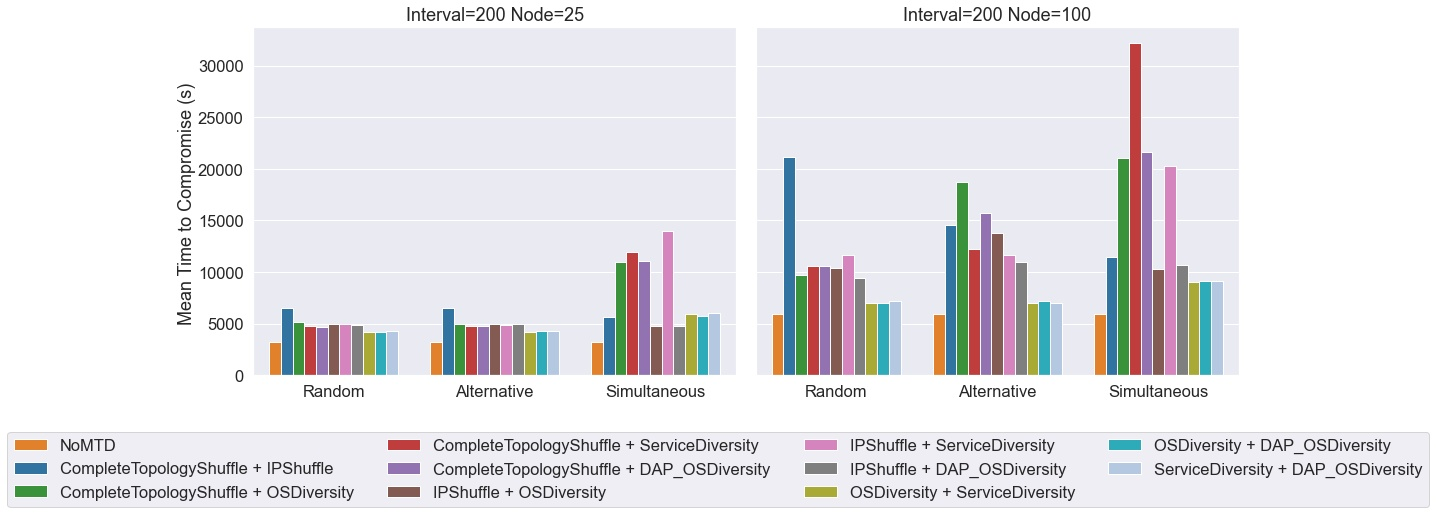 Interval=200 Node=25
Interval=200 Node=100
Mean Time to Compromise (s)
30000
25000
20000
15000
10000
5000
0
Random Alternative Simultaneous
Random Alternative Simultaneous
NoMTD
CompleteTopologyShuffle + IPShuffle
CompleteTopologyShuffle + OSDiversity
CompleteTopologyShuffle + ServiceDiversity
CompleteTopologyShuffle + DAP_OSDiversity
IPShuffle + OSDiversity
IPShuffle + ServiceDiversity
IPShuffle + DAP_OSDiversity
OSDiversity + ServiceDiversity
OSDiversity + DAP_OSDiversity
ServiceDiversity + DAP_OSDiversity